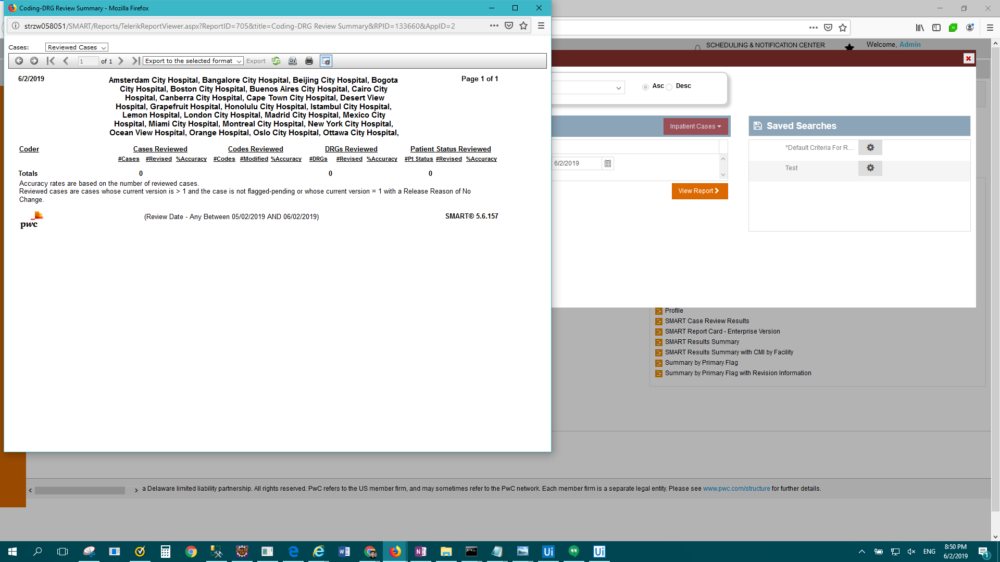 Coding-DRG Review Summary - Mozilla Firefox
strzw058051/SMART/Reports/TelerikReportViewer.aspx?ReportID=705&title=Coding-DRG Review Summary&RPID=133660&AppID=2
Cases: Reviewed Cases
1 of 1 Export to the selected format Export
6/2/2019
Amsterdam City Hospital, Bangalore City Hospital, Beijing City Hospital, Bogota
City Hospital, Boston City Hospital, Buenos Aires City Hospital, Cairo City
Hospital, Canberra City Hospital, Cape Town City Hospital, Desert View
Hospital, Grapefruit Hospital, Honolulu City Hospital, Istambul City Hospital,
Lemon Hospital, London City Hospital, Madrid City Hospital, Mexico City
Hospital, Miami City Hospital, Montreal City Hospital, New York City Hospital,
Ocean View Hospital, Orange Hospital, Oslo City Hospital, Ottawa City Hospital,
Page 1 of 1
Coder Cases Reviewed Codes Reviewed DRGs Reviewed Patient Status Reviewed
#Cases #Revised %Accuracy #Codes #Modified %Accuracy #DRGs #Revised %Accuracy #Pt Status #Revised %Accuracy
Totals 0 0 0
Accuracy rates are based on the number of reviewed cases.
Reviewed cases are cases whose current version is > 1 and the case is not flagged-pending or whose current version = 1 with a Release Reason of No
Change.
pwc
(Review Date - Any Between 05/02/2019 AND 06/02/2019)
SMART® 5.6.157
SCHEDULING & NOTIFICATION CENTER
Welcome, Admin
Asc Desc
Inpatient Cases
6/2/2019
View Report
Saved Searches
*Default Criteria For R...
Test
Profile
SMART Case Review Results
SMART Report Card - Enterprise Version
SMART Results Summary
SMART Results Summary with CMI by Facility
Summary by Primary Flag
Summary by Primary Flag with Revision Information
a Delaware limited liability partnership. All rights reserved. PwC refers to the US member firm, and may sometimes refer to the PwC network. Each member firm is a separate legal entity. Please see www.pwc.com/structure for further details.
ENG
8:50 PM
6/2/2019
1